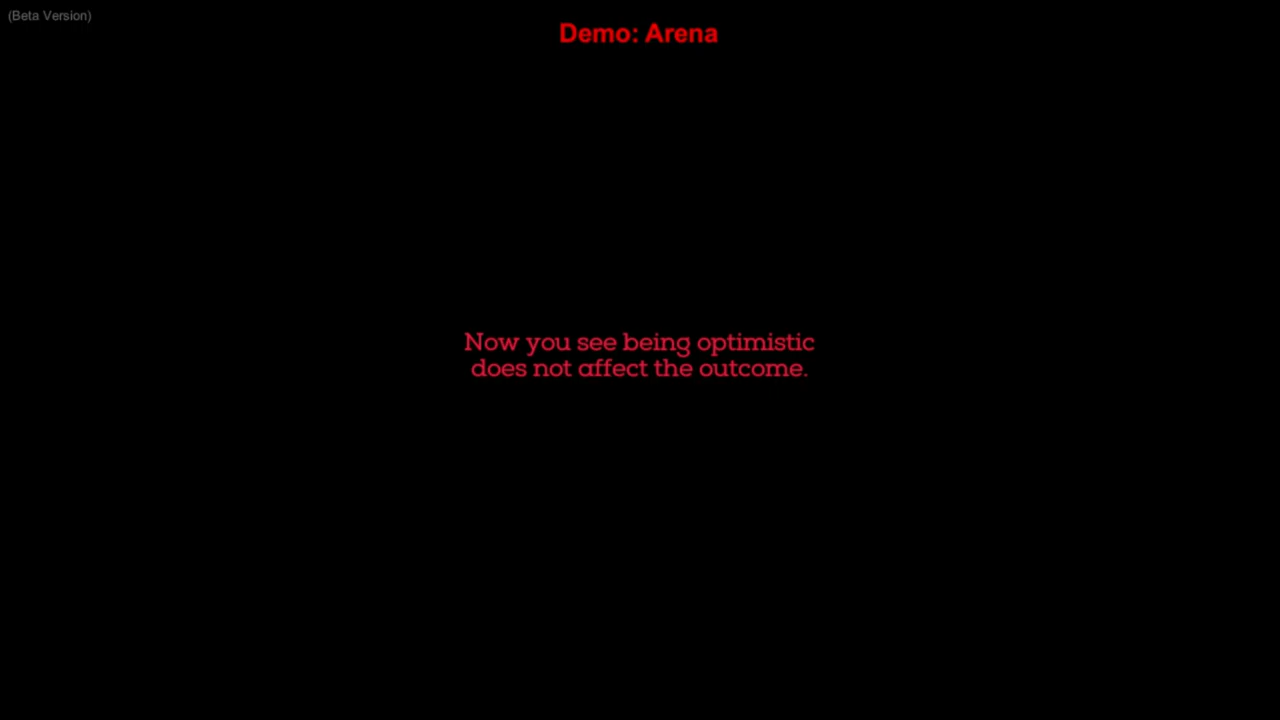 (Beta Version)
Demo: Arena
Now you see being optimistic
does not affect the outcome.